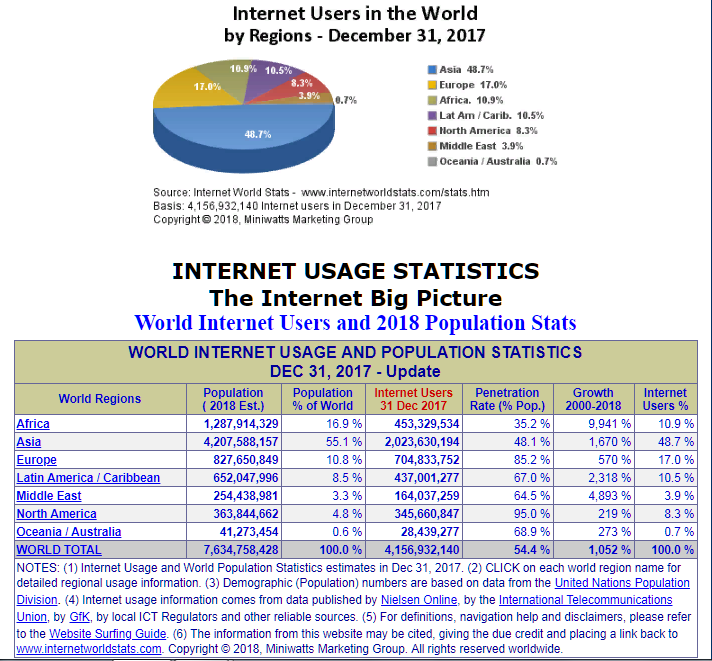 Internet Users in the World
by Regions - December 31, 2017
10.9%
10.5%
8.3%
17.0%
3.9%
0.7%
48.7%
Asia 48.7%
Europe 17.0%
Africa. 10.9%
Lat Am / Carib. 10.5%
North America 8.3%
Middle East 3.9%
Oceania / Australia 0.7%
Source: Internet World Stats - www.internetworldstats.com/stats.htm
Basis: 4,156,932,140 Internet users in December 31, 2017
Copyright © 2018, Miniwatts Marketing Group
INTERNET USAGE STATISTICS
The Internet Big Picture
World Internet Users and 2018 Population Stats
WORLD INTERNET USAGE AND POPULATION STATISTICS
DEC 31, 2017 - Update
World Regions Population ( 2018 Est.) Population % of World Internet Users 31 Dec 2017 Penetration Rate (% Pop.) Growth 2000-2018 Internet Users %
Africa 1,287,914,329 16.9 % 453,329,534 35.2 % 9,941 % 10.9 %
Asia 4,207,588,157 55.1 % 2,023,630,194 48.1 % 1,670 % 48.7 %
Europe 827,650,849 10.8 % 704,833,752 85.2 % 570 % 17.0 %
Latin America / Caribbean 652,047,996 8.5 % 437,001,277 67.0 % 2,318 % 10.5 %
Middle East 254,438,981 3.3 % 164,037,259 64.5 % 4,893 % 3.9 %
North America 363,844,662 4.8 % 345,660,847 95.0 % 219 % 8.3 %
Oceania / Australia 41,273,454 0.6 % 28,439,277 68.9 % 273 % 0.7 %
WORLD TOTAL 7,634,758,428 100.0 % 4,156,932,140 54.4 % 1,052 % 100.0 %
NOTES: (1) Internet Usage and World Population Statistics estimates in Dec 31, 2017. (2) CLICK on each world region name for
detailed regional usage information. (3) Demographic (Population) numbers are based on data from the United Nations Population
Division. (4) Internet usage information comes from data published by Nielsen Online, by the International Telecommunications
Union, by GfK, by local ICT Regulators and other reliable sources. (5) For definitions, navigation help and disclaimers, please refer
to the Website Surfing Guide. (6) The information from this website may be cited, giving the due credit and placing a link back to
www.internetworldstats.com. Copyright © 2018, Miniwatts Marketing Group. All rights reserved worldwide.